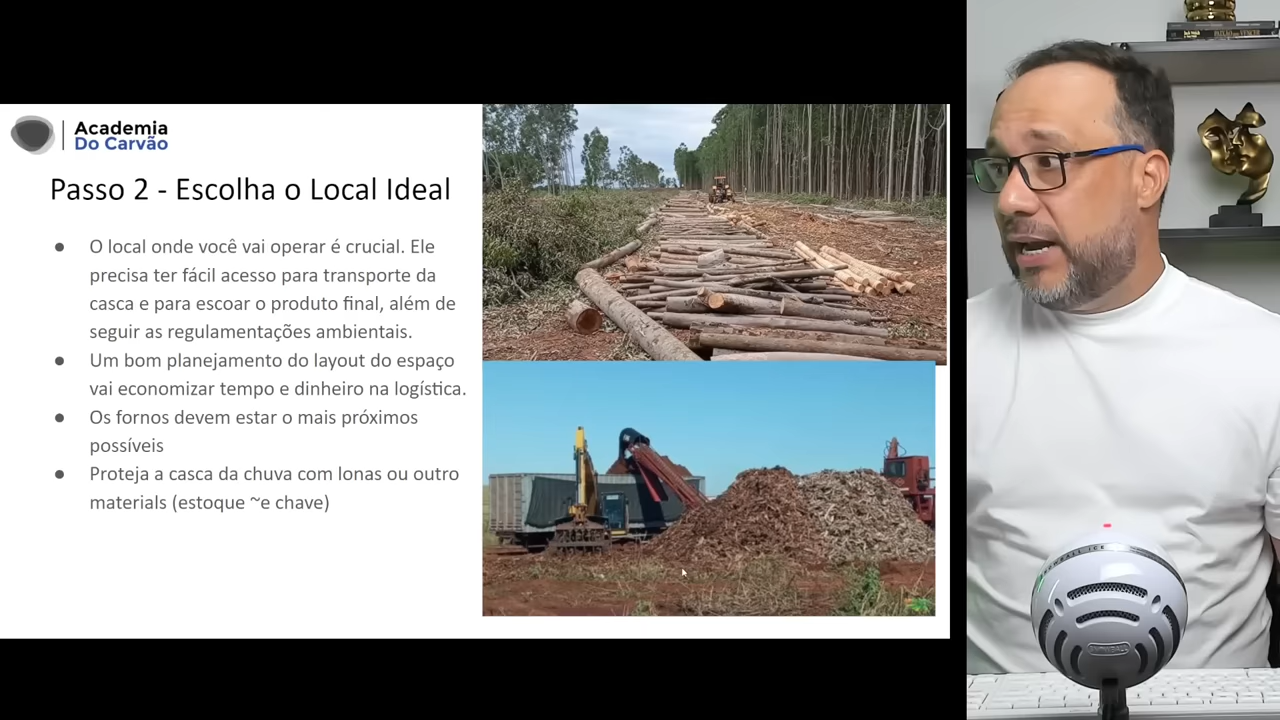 Academia
Do Carvão
Passo 2 - Escolha o Local Ideal
● O local onde você vai operar é crucial. Ele
precisa ter fácil acesso para transporte da
casca e para escoar o produto final, além de
seguir as regulamentações ambientais.
● Um bom planejamento do layout do espaço
vai economizar tempo e dinheiro na logística.
● Os fornos devem estar o mais próximos
possíveis
● Proteja a casca da chuva com lonas ou outro
materials (estoque ~e chave)
SNOWBALL ICE